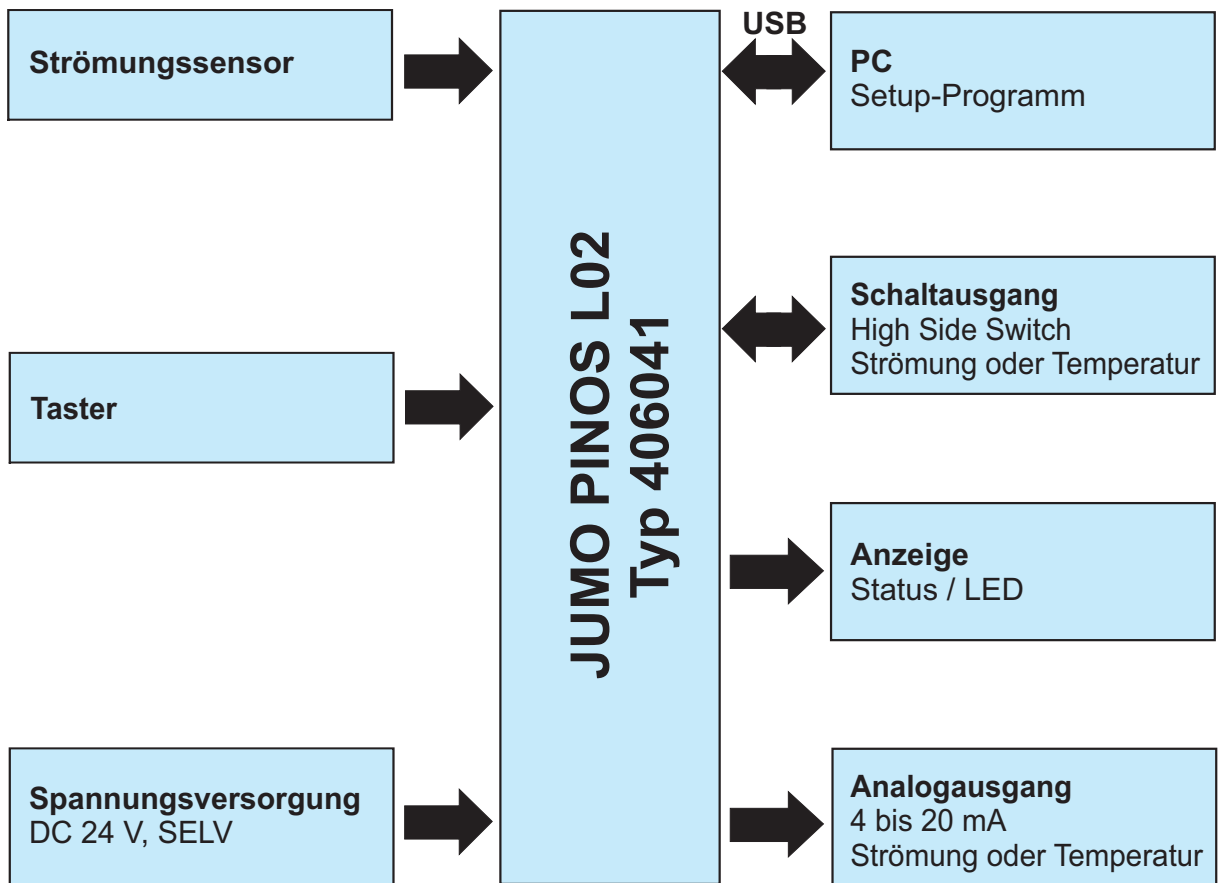 Strömungssensor
Taster
Spannungsversorgung
DC 24 V, SELV
JUMO PINOS L02
Typ 406041
USB
PC
Setup-Programm
Schaltausgang
High Side Switch
Strömung oder Temperatur
Anzeige
Status / LED
Analogausgang
4 bis 20 mA
Strömung oder Temperatur